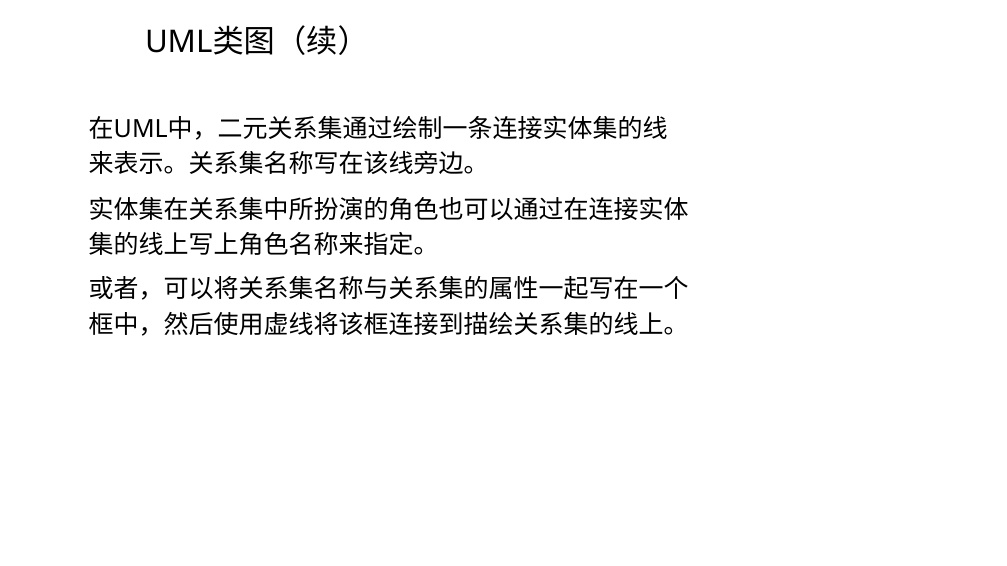 UML类图（续）
在UML中，二元关系集通过绘制一条连接实体集的线
来表示。关系集名称写在该线旁边。
实体集在关系集中所扮演的角色也可以通过在连接实体
集的线上写上角色名称来指定。
或者，可以将关系集名称与关系集的属性一起写在一个
框中，然后使用虚线将该框连接到描绘关系集的线上。